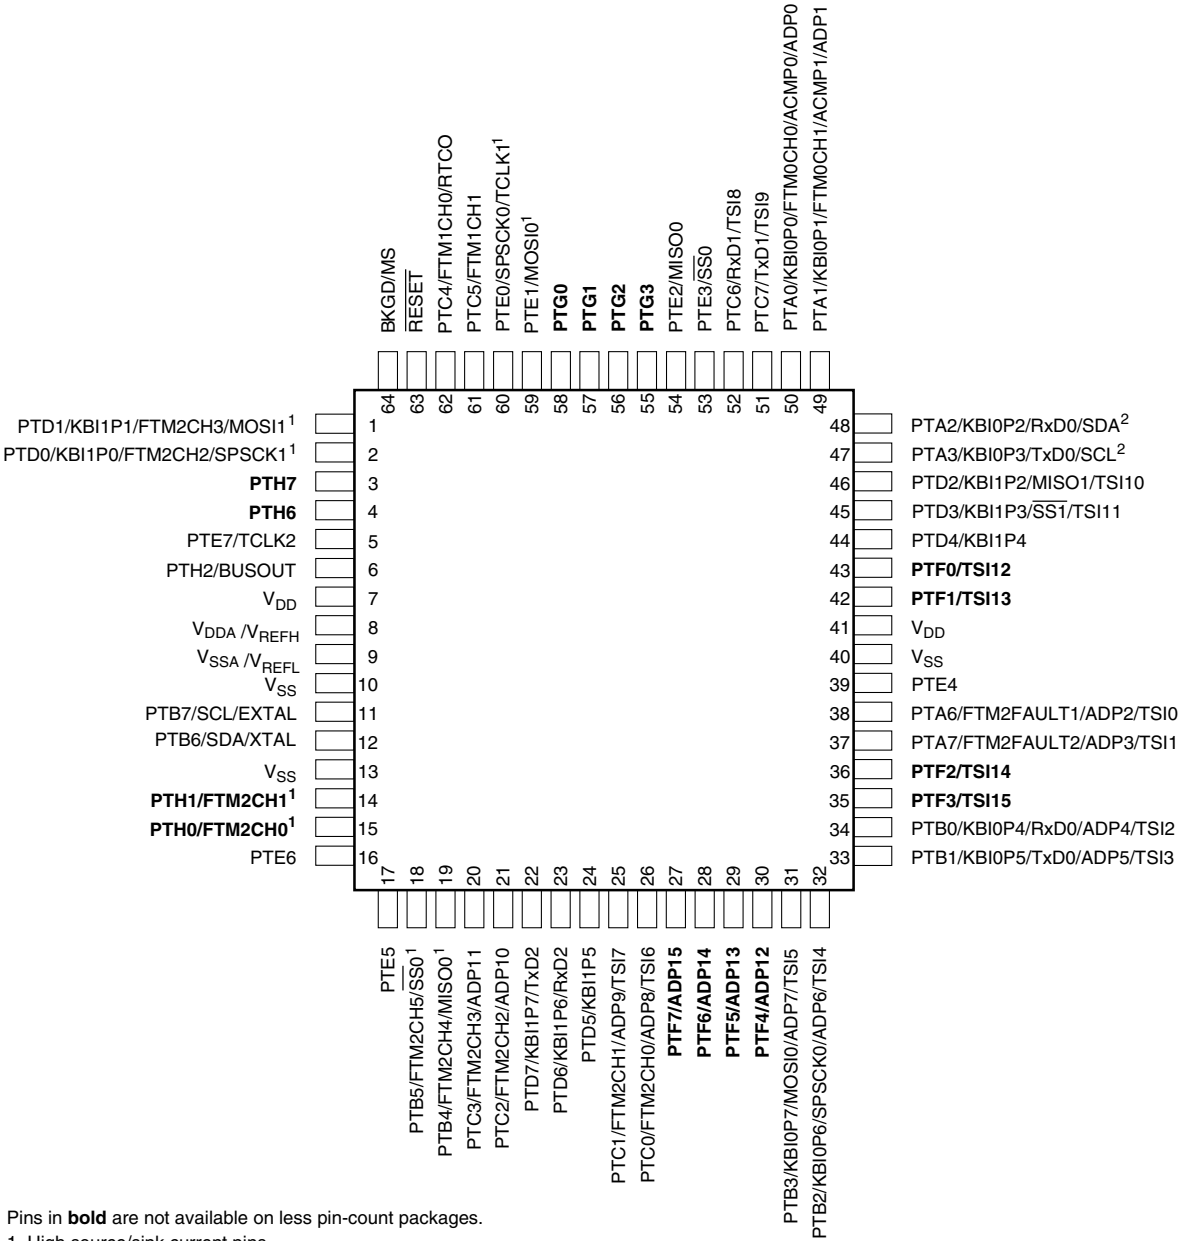 BKGD/MS
RESET
PTC4/FTM1CH0/RTCO
PTC5/FTM1CH1
PTE0/SPSCK0/TCLK1¹
PTE1/MOSI0¹
PTG0
PTG1
PTG2
PTG3
PTE2/MISO0
PTE3/SS0
PTC6/RxD1/TSI8
PTC7/TxD1/TSI9
PTA0/KBI0P0/FTM0CH0/ACMP0/ADP0
PTA1/KBI0P1/FTM0CH1/ACMP1/ADP1
64
63
62
61
60
59
58
57
56
55
54
53
52
51
50
49
PTD1/KBI1P1/FTM2CH3/MOSI1¹ 1
PTD0/KBI1P0/FTM2CH2/SPSCK1¹ 2
PTH7 3
PTH6 4
PTE7/TCLK2 5
PTH2/BUSOUT 6
VDD 7
VDDA /VREFH 8
VSSA /VREFL 9
VSS 10
PTB7/SCL/EXTAL 11
PTB6/SDA/XTAL 12
VSS 13
PTH1/FTM2CH1¹ 14
PTH0/FTM2CH0¹ 15
PTE6 16
48 PTA2/KBI0P2/RxD0/SDA²
47 PTA3/KBI0P3/TxD0/SCL²
46 PTD2/KBI1P2/MISO1/TSI10
45 PTD3/KBI1P3/SS1/TSI11
44 PTD4/KBI1P4
43 PTF0/TSI12
42 PTF1/TSI13
41 VDD
40 VSS
39 PTE4
38 PTA6/FTM2FAULT1/ADP2/TSI0
37 PTA7/FTM2FAULT2/ADP3/TSI1
36 PTF2/TSI14
35 PTF3/TSI15
34 PTB0/KBI0P4/RxD0/ADP4/TSI2
33 PTB1/KBI0P5/TxD0/ADP5/TSI3
17
18
19
20
21
22
23
24
25
26
27
28
29
30
31
32
PTE5
PTB5/FTM2CH5/SS0¹
PTB4/FTM2CH4/MISO0¹
PTC3/FTM2CH3/ADP11
PTC2/FTM2CH2/ADP10
PTD7/KBI1P7/TxD2
PTD6/KBI1P6/RxD2
PTD5/KBI1P5
PTC1/FTM2CH1/ADP9/TSI7
PTC0/FTM2CH0/ADP8/TSI6
PTF7/ADP15
PTF6/ADP14
PTF5/ADP13
PTF4/ADP12
PTB3/KBI0P7/MOSI0/ADP7/TSI5
PTB2/KBI0P6/SPSCK0/ADP6/TSI4
Pins in bold are not available on less pin-count packages.
1. High source/sink current pins